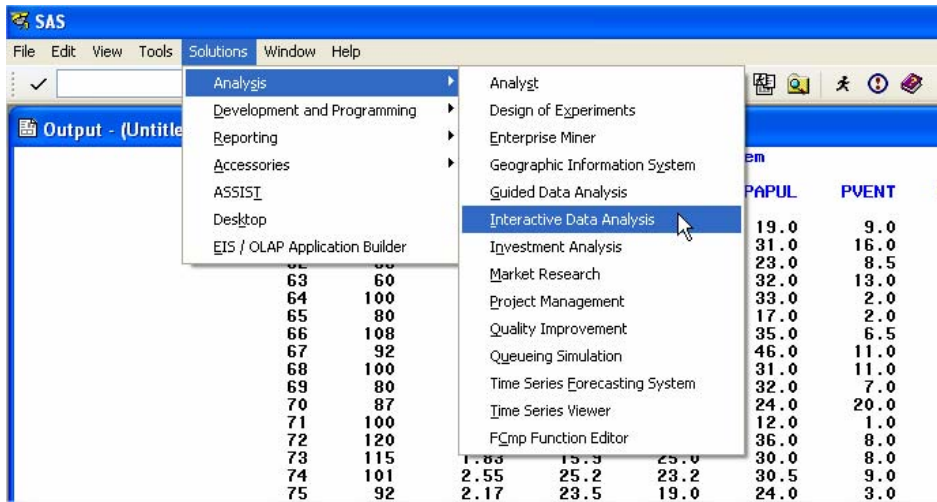 SAS
File Edit View Tools Solutions Window Help
Analysis
Development and Programming
Reporting
Accessories
ASSIST
Desktop
EIS / OLAP Application Builder
Analyst
Design of Experiments
Enterprise Miner
Geographic Information System
Guided Data Analysis
Interactive Data Analysis
Investment Analysis
Market Research
Project Management
Quality Improvement
Queueing Simulation
Time Series Forecasting System
Time Series Viewer
FCmp Function Editor
Output - (Untitle
em
PAPUL PVENT
19.0 9.0
31.0 16.0
23.0 8.5
63 60 32.0 13.0
64 100 33.0 2.0
65 80 17.0 2.0
66 108 35.0 6.5
67 92 46.0 11.0
68 100 31.0 11.0
69 80 32.0 7.0
70 87 24.0 20.0
71 100 12.0 1.0
72 120 36.0 8.0
73 115 1.83 15.9 25.0 30.0 8.0
74 101 2.55 25.2 23.2 30.5 9.0
75 92 2.17 23.5 19.0 24.0 3.0